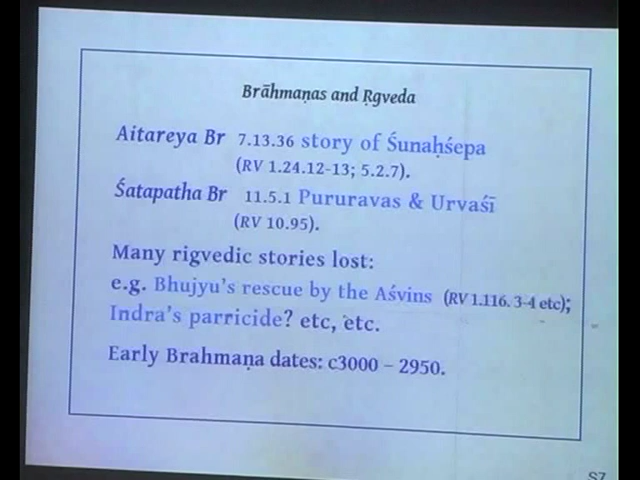 Brāhmaṇas and Ṛgveda
Aitareya Br 7.13.36 story of Śunaḥśepa
(RV 1.24.12-13; 5.2.7).
Śatapatha Br 11.5.1 Pururavas & Urvaśī
(RV 10.95).
Many rigvedic stories lost:
e.g. Bhujyu's rescue by the Aśvins (RV 1.116. 3-4 etc);
Indra's parricide? etc, etc.
Early Brahmaṇa dates: c3000 – 2950.
S7